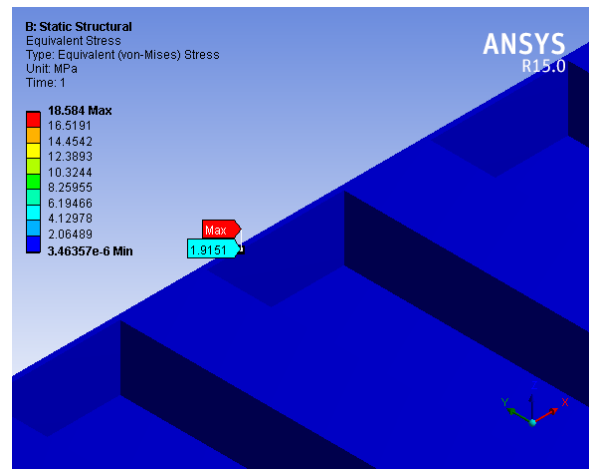 B: Static Structural
Equivalent Stress
Type: Equivalent (von-Mises) Stress
Unit: MPa
Time: 1
ANSYS
R15.0
18.584 Max
16.5191
14.4542
12.3893
10.3244
8.25955
6.19466
4.12978
2.06489
3.46357e-6 Min
Max
1.9151
Y
X